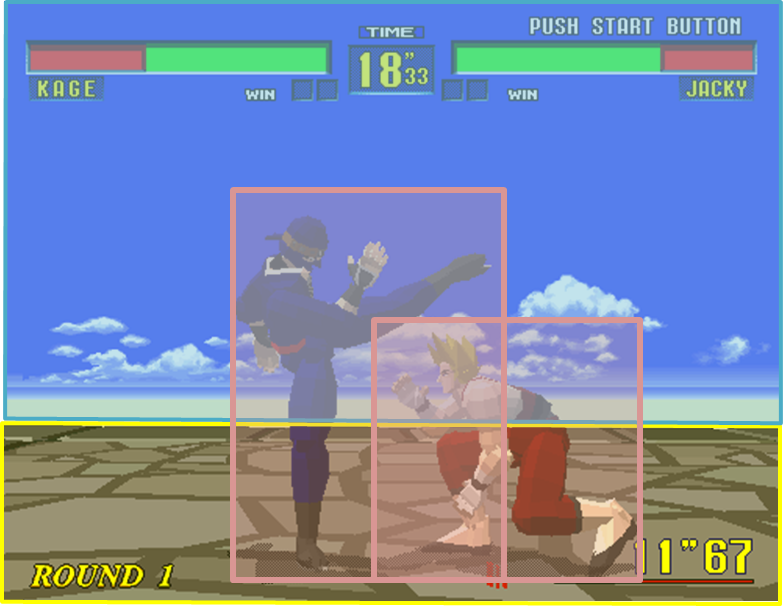 PUSH START BUTTON
TIME
18"33
KAGE
JACKY
WIN
WIN
ROUND 1
11"67